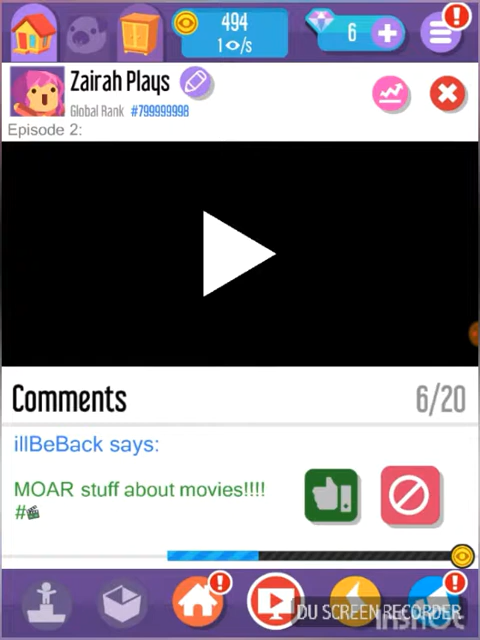 494
1 /s
6
!
Zairah Plays
Global Rank #799999998
Episode 2:
Comments 6/20
illBeBack says:
MOAR stuff about movies!!!!
#🎬
! !
DU SCREEN RECORDER
InShOt